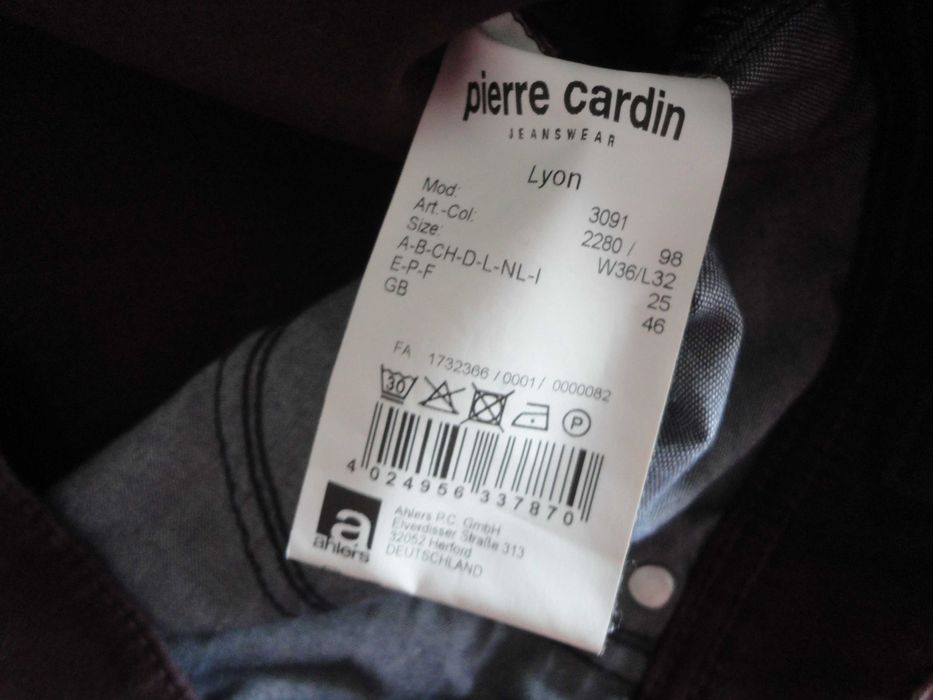 pierre cardin
JEANSWEAR
Lyon
Mod: 3091
Art.-Col: 2280 / 98
Size: W36/L32
A-B-CH-D-L-NL-I 25
E-P-F 46
GB
FA 1732366 /0001/ 0000082
30 P
4 024956 337870
a
ahlers
Ahlers P.C. GmbH
Elverdisser Straße 313
32052 Herford
DEUTSCHLAND